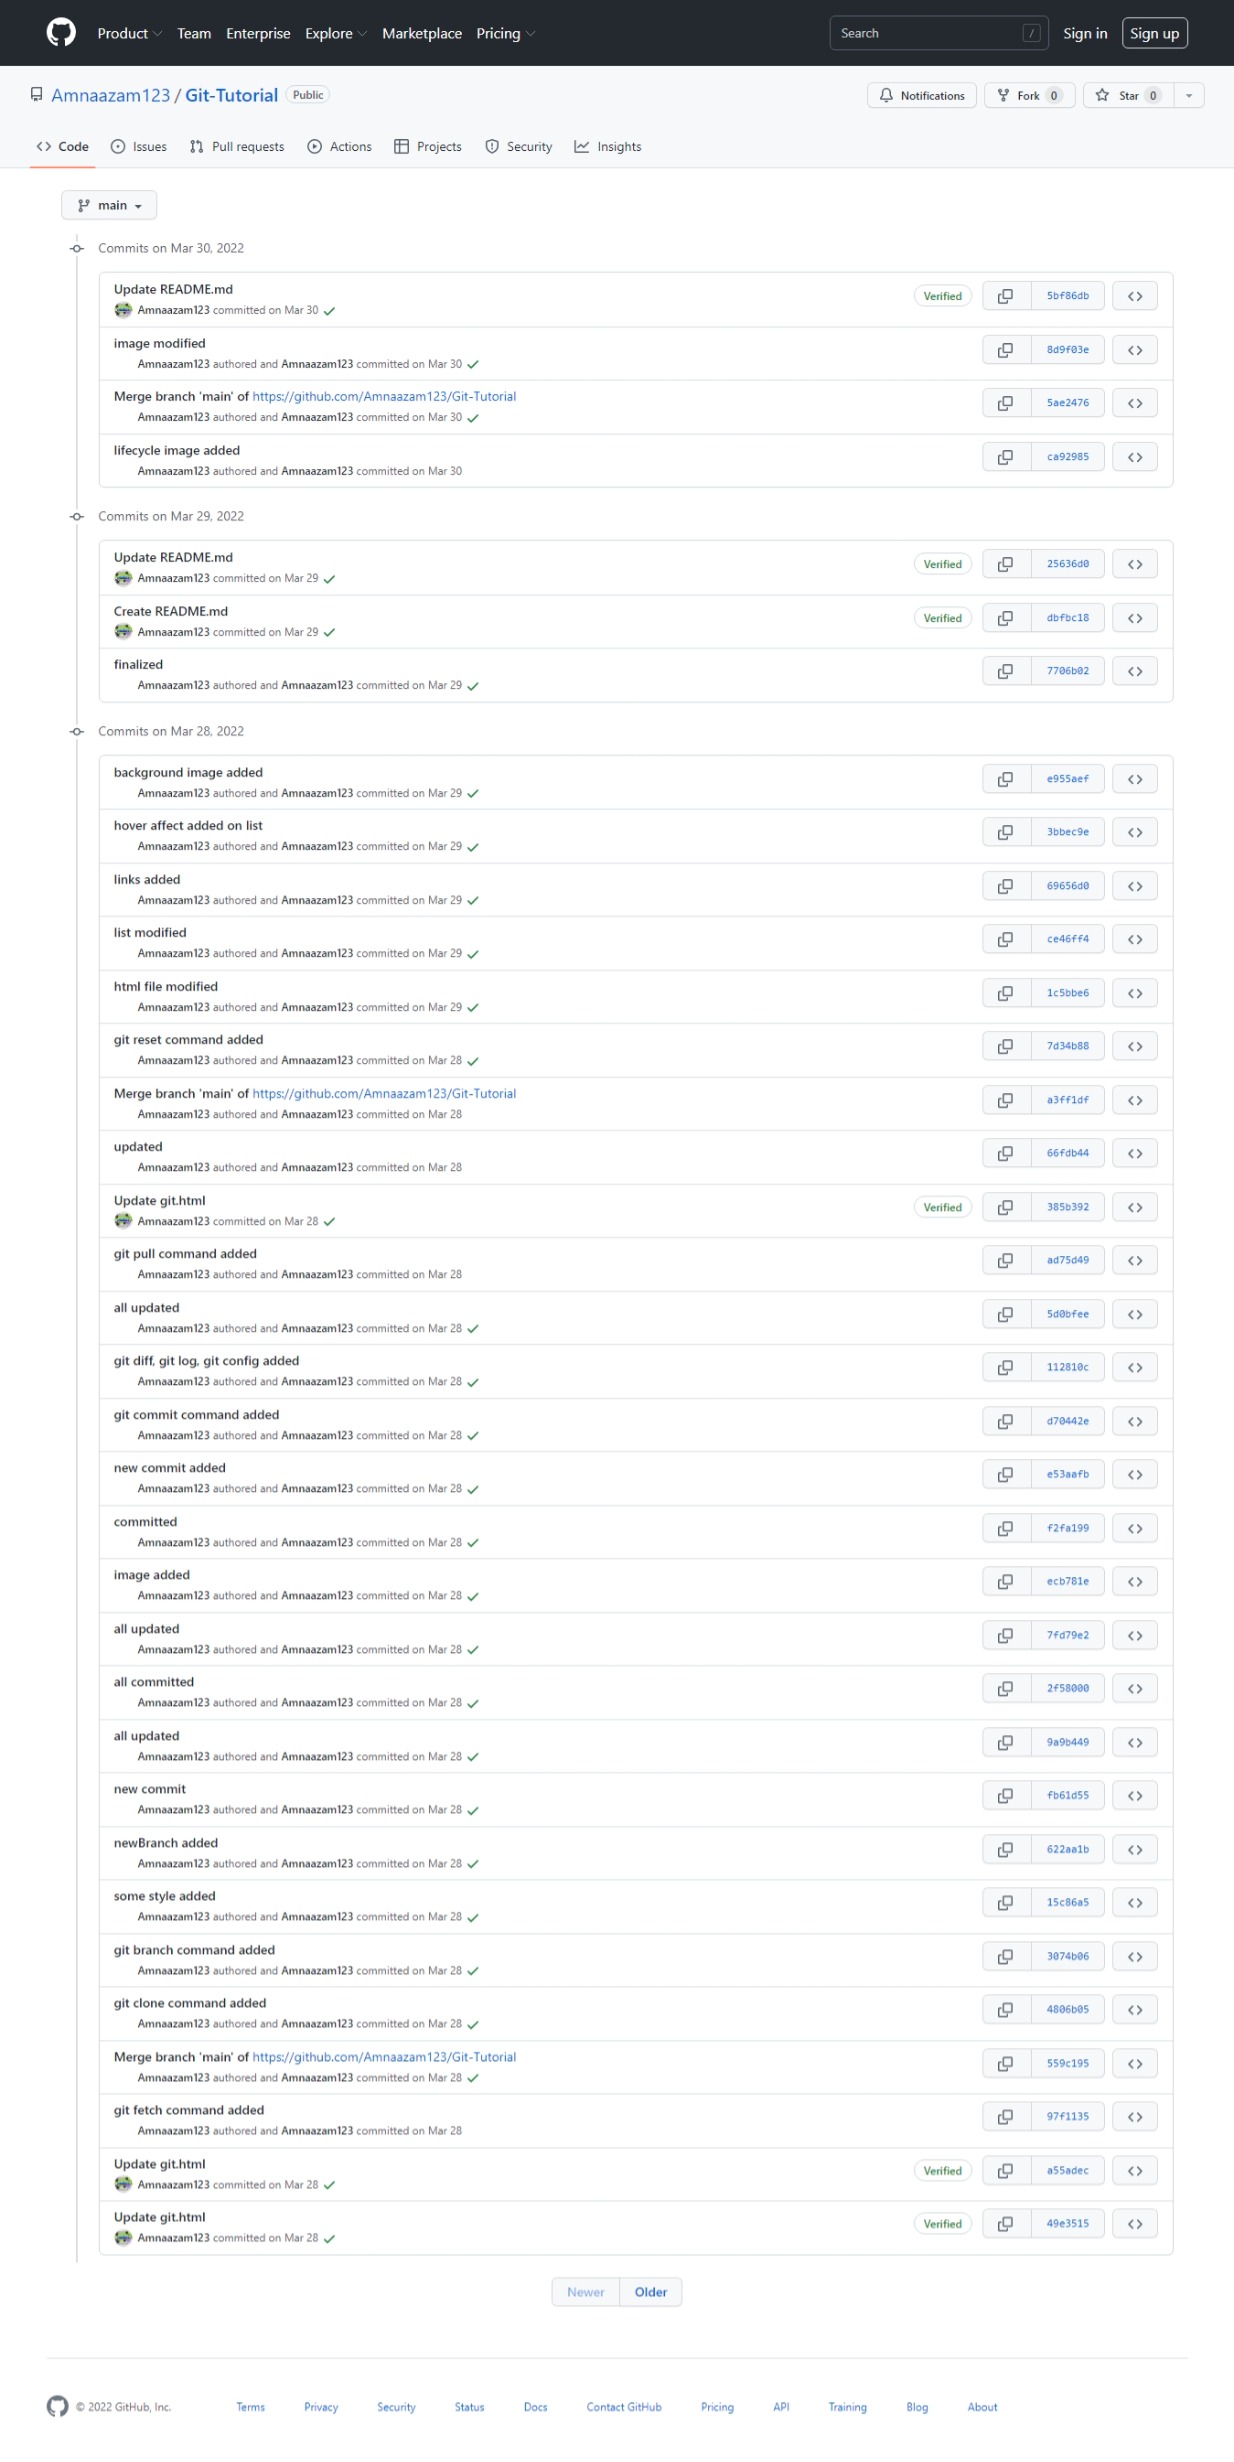 Product Team Enterprise Explore Marketplace Pricing Search / Sign in Sign up
Amnaazam123 / Git-Tutorial Public Notifications Fork 0 Star 0
Code Issues Pull requests Actions Projects Security Insights
main
Commits on Mar 30, 2022
Update README.md
Amnaazam123 committed on Mar 30 Verified 5bf86db
image modified
Amnaazam123 authored and Amnaazam123 committed on Mar 30 8d9f03e
Merge branch 'main' of https://github.com/Amnaazam123/Git-Tutorial
Amnaazam123 authored and Amnaazam123 committed on Mar 30 5ae2476
lifecycle image added
Amnaazam123 authored and Amnaazam123 committed on Mar 30 ca92985
Commits on Mar 29, 2022
Update README.md
Amnaazam123 committed on Mar 29 Verified 25636d0
Create README.md
Amnaazam123 committed on Mar 29 Verified dbfbc18
finalized
Amnaazam123 authored and Amnaazam123 committed on Mar 29 7706b02
Commits on Mar 28, 2022
background image added
Amnaazam123 authored and Amnaazam123 committed on Mar 29 e955aef
hover affect added on list
Amnaazam123 authored and Amnaazam123 committed on Mar 29 3bbec9e
links added
Amnaazam123 authored and Amnaazam123 committed on Mar 29 69656d0
list modified
Amnaazam123 authored and Amnaazam123 committed on Mar 29 ce46ff4
html file modified
Amnaazam123 authored and Amnaazam123 committed on Mar 29 1c5bbe6
git reset command added
Amnaazam123 authored and Amnaazam123 committed on Mar 28 7d34b88
Merge branch 'main' of https://github.com/Amnaazam123/Git-Tutorial
Amnaazam123 authored and Amnaazam123 committed on Mar 28 a3ff1df
updated
Amnaazam123 authored and Amnaazam123 committed on Mar 28 66fdb44
Update git.html
Amnaazam123 committed on Mar 28 Verified 385b392
git pull command added
Amnaazam123 authored and Amnaazam123 committed on Mar 28 ad75d49
all updated
Amnaazam123 authored and Amnaazam123 committed on Mar 28 5d0bfee
git diff, git log, git config added
Amnaazam123 authored and Amnaazam123 committed on Mar 28 112810c
git commit command added
Amnaazam123 authored and Amnaazam123 committed on Mar 28 d70442e
new commit added
Amnaazam123 authored and Amnaazam123 committed on Mar 28 e53aafb
committed
Amnaazam123 authored and Amnaazam123 committed on Mar 28 f2fa199
image added
Amnaazam123 authored and Amnaazam123 committed on Mar 28 ecb781e
all updated
Amnaazam123 authored and Amnaazam123 committed on Mar 28 7fd79e2
all committed
Amnaazam123 authored and Amnaazam123 committed on Mar 28 2f58000
all updated
Amnaazam123 authored and Amnaazam123 committed on Mar 28 9a9b449
new commit
Amnaazam123 authored and Amnaazam123 committed on Mar 28 fb61d55
newBranch added
Amnaazam123 authored and Amnaazam123 committed on Mar 28 622aa1b
some style added
Amnaazam123 authored and Amnaazam123 committed on Mar 28 15c86a5
git branch command added
Amnaazam123 authored and Amnaazam123 committed on Mar 28 3074b06
git clone command added
Amnaazam123 authored and Amnaazam123 committed on Mar 28 4806b05
Merge branch 'main' of https://github.com/Amnaazam123/Git-Tutorial
Amnaazam123 authored and Amnaazam123 committed on Mar 28 559c195
git fetch command added
Amnaazam123 authored and Amnaazam123 committed on Mar 28 97f1135
Update git.html
Amnaazam123 committed on Mar 28 Verified a55adec
Update git.html
Amnaazam123 committed on Mar 28 Verified 49e3515
Newer Older
© 2022 GitHub, Inc. Terms Privacy Security Status Docs Contact GitHub Pricing API Training Blog About